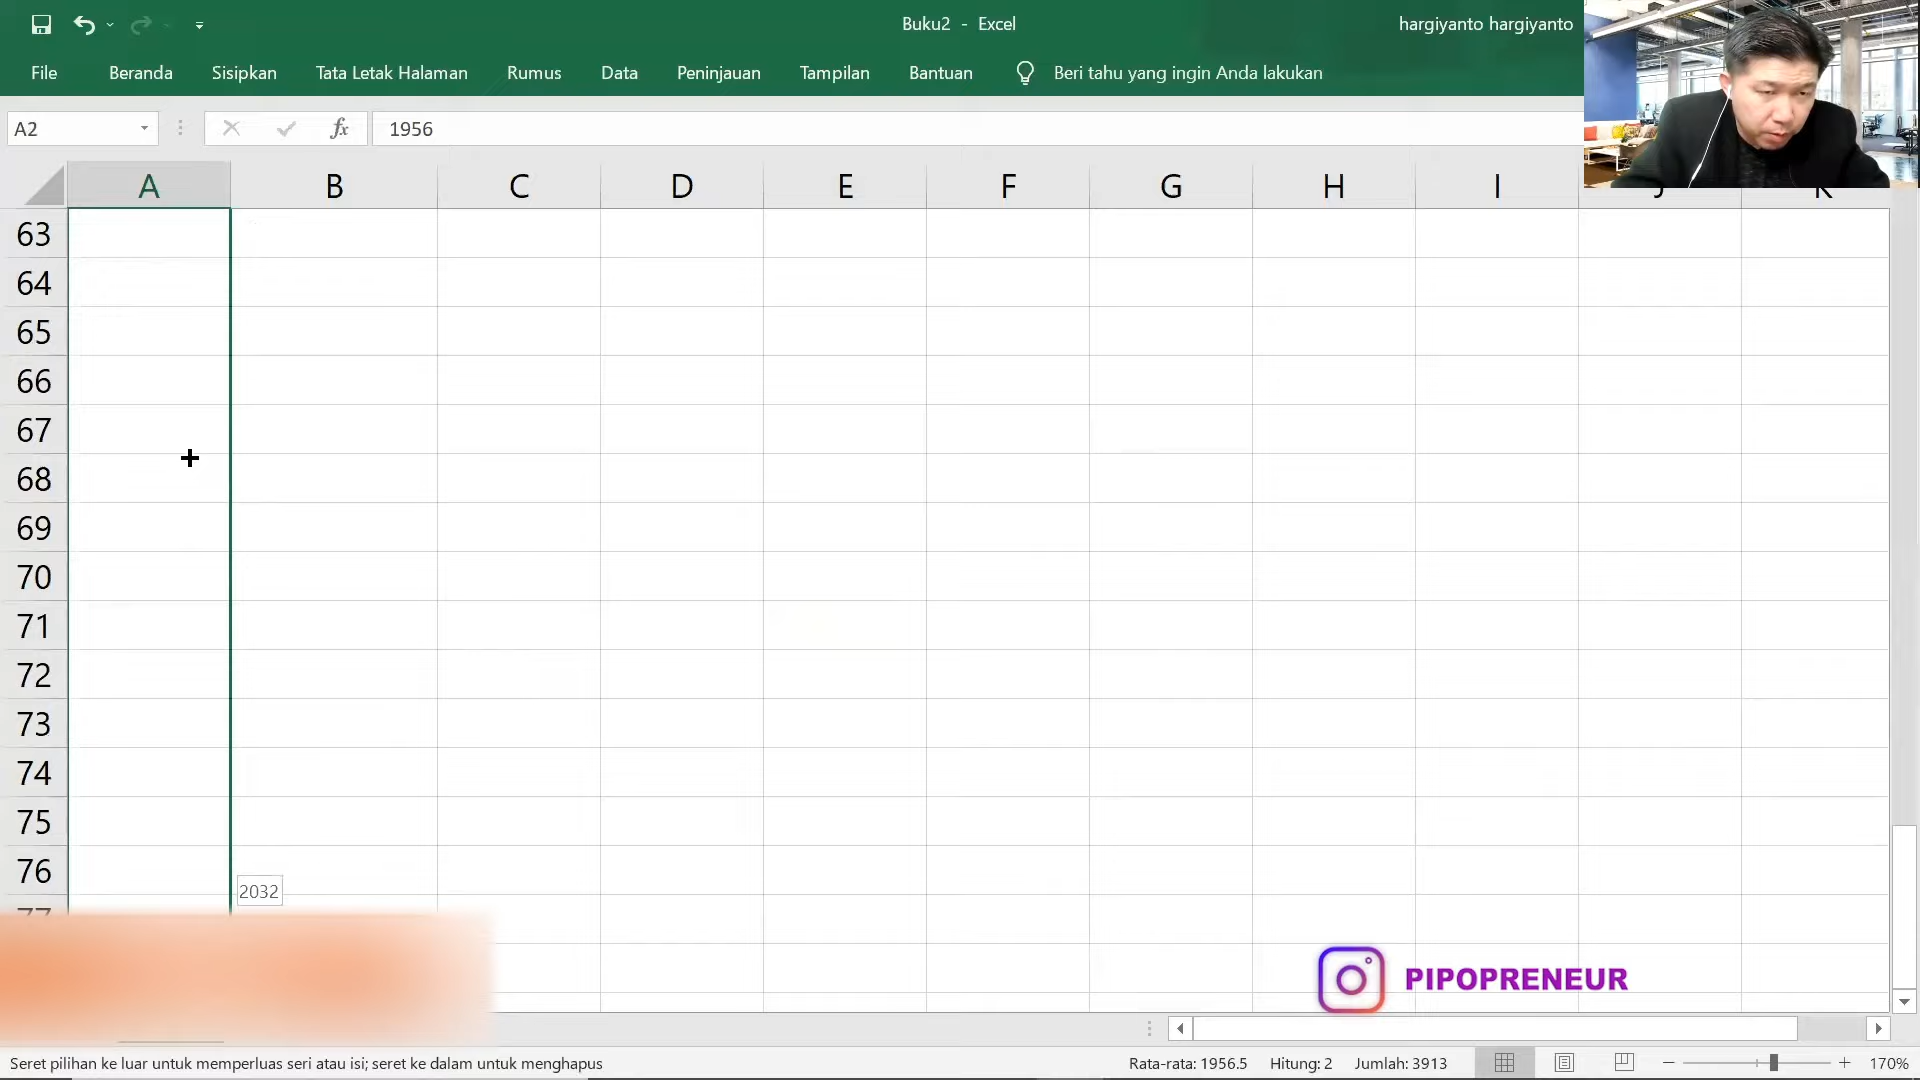 Buku2 - Excel
hargiyanto hargiyanto
File Beranda Sisipkan Tata Letak Halaman Rumus Data Peninjauan Tampilan Bantuan Beri tahu yang ingin Anda lakukan
A2 fx 1956
A B C D E F G H I J K
63
64
65
66
67
68
69
70
71
72
73
74
75
76
2032
77
PIPOPRENEUR
Seret pilihan ke luar untuk memperluas seri atau isi; seret ke dalam untuk menghapus Rata-rata: 1956.5 Hitung: 2 Jumlah: 3913 170%